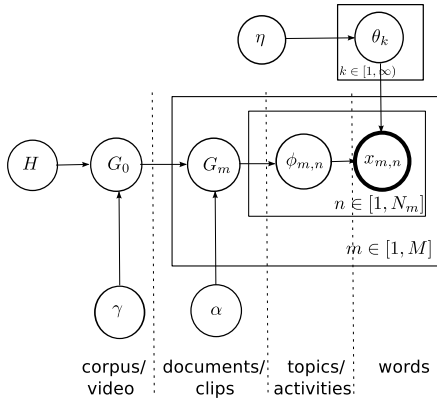 η
θ_k
k ∈ [1, ∞)
H
G_0
G_m
ϕ_{m,n}
x_{m,n}
n ∈ [1, N_m]
m ∈ [1, M]
γ
α
corpus/
video
documents/
clips
topics/
activities
words